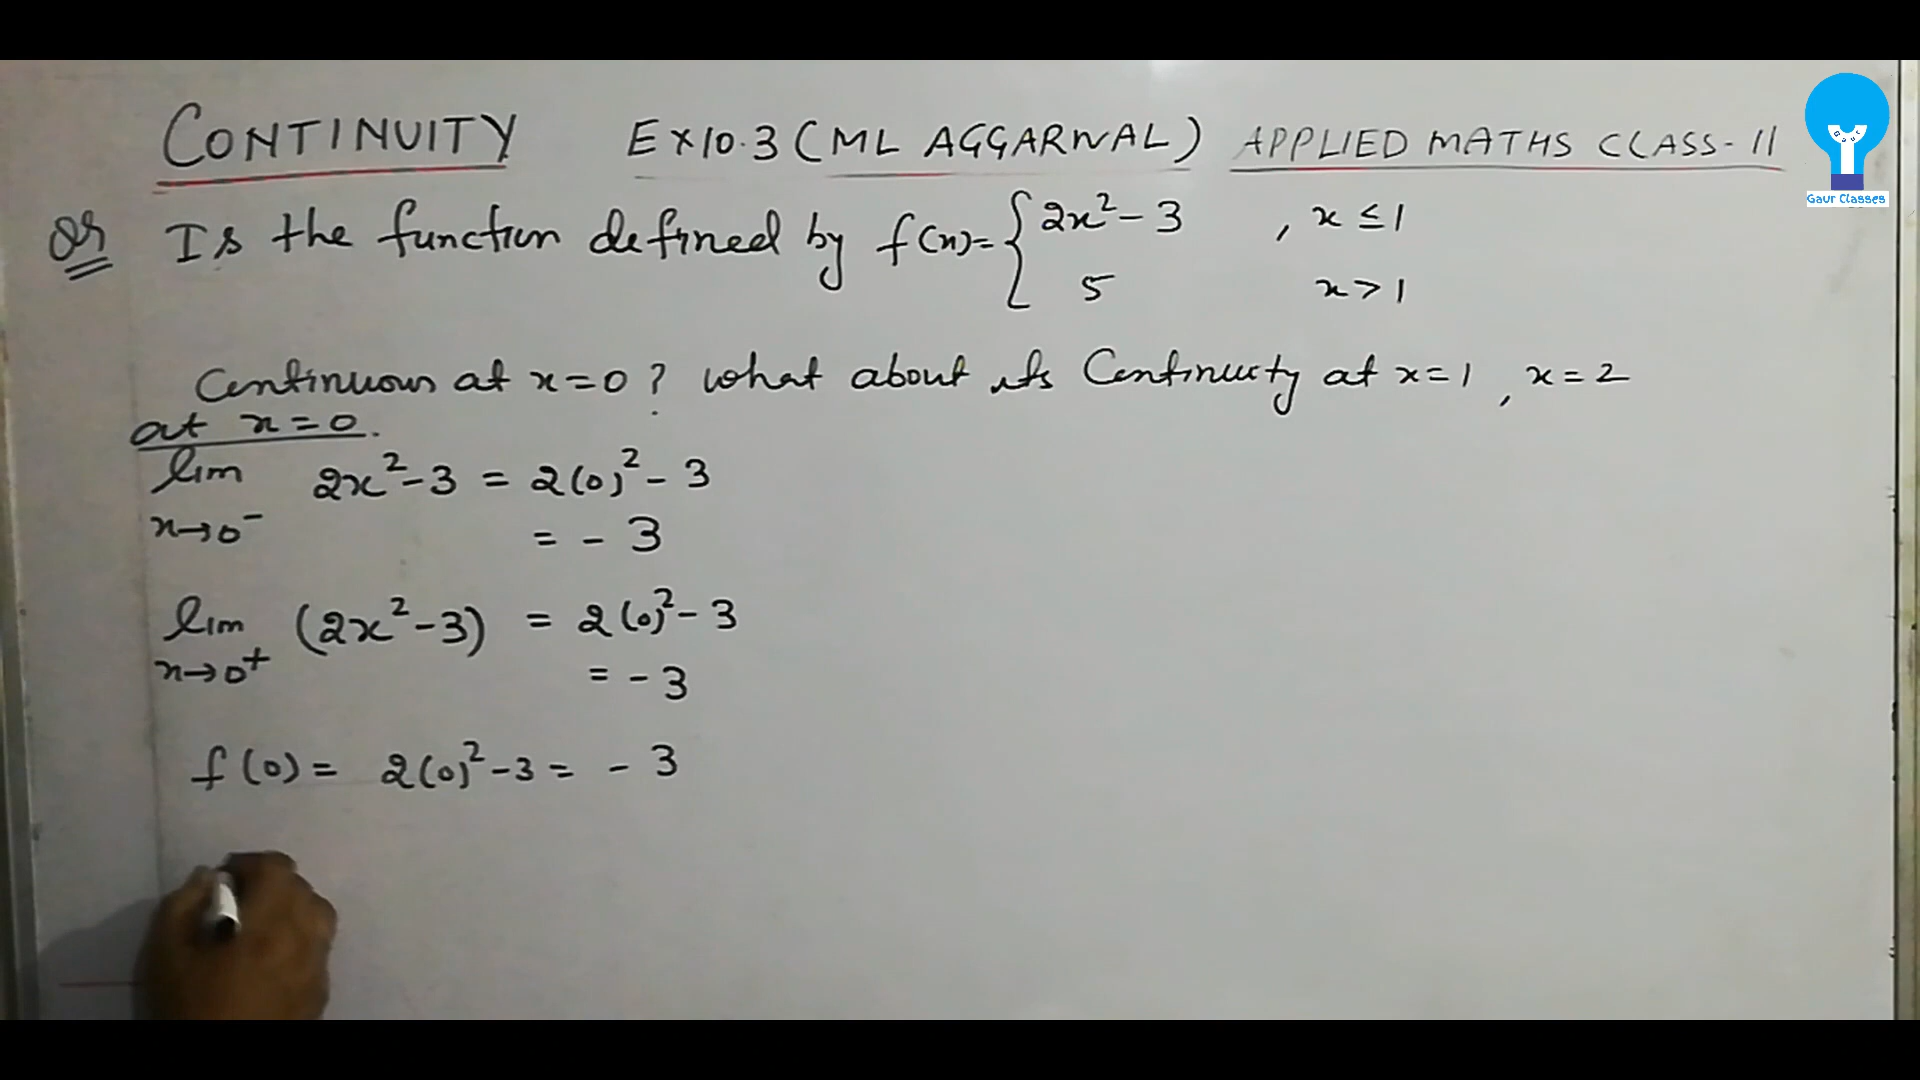 CONTINUITY EX10.3 (ML AGGARWAL) APPLIED MATHS CLASS-11
Gaur
Gaur Classes
Q8 Is the function defined by f(x)= { 2x²-3 , x ≤ 1
5 x > 1
Continuous at x=0? what about its Continuity at x=1, x=2
at x=0.
lim 2x²-3 = 2(0)²-3
x→0⁻ = -3
lim (2x²-3) = 2(0)²-3
x→0⁺ = -3
f(0)= 2(0)²-3= -3